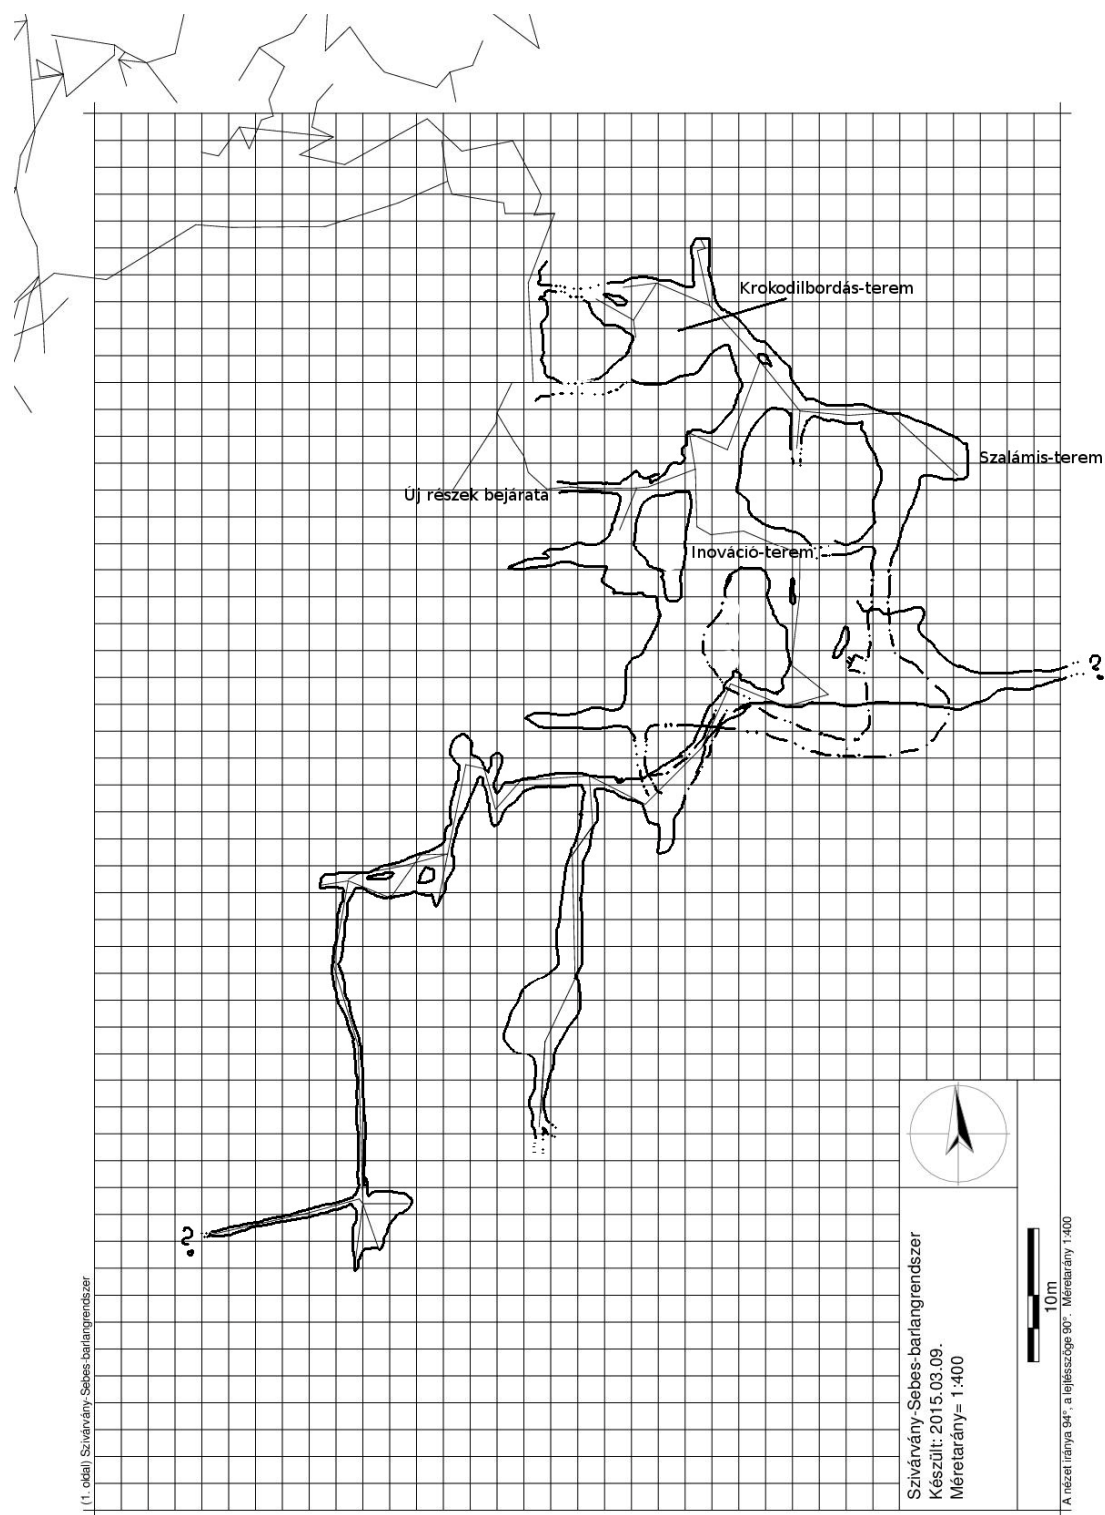 Krokodilbordás-terem
Szalámis-terem
Új részek bejárata
Inováció-terem
?
?
(1. oldal) Szivárvány-Sebes-barlangrendszer
Szivárvány-Sebes-barlangrendszer
Készült: 2015.03.09.
Méretarány= 1:400
10m
A nézet iránya 94°, a lejtésszöge 90°. Méretarány 1:400